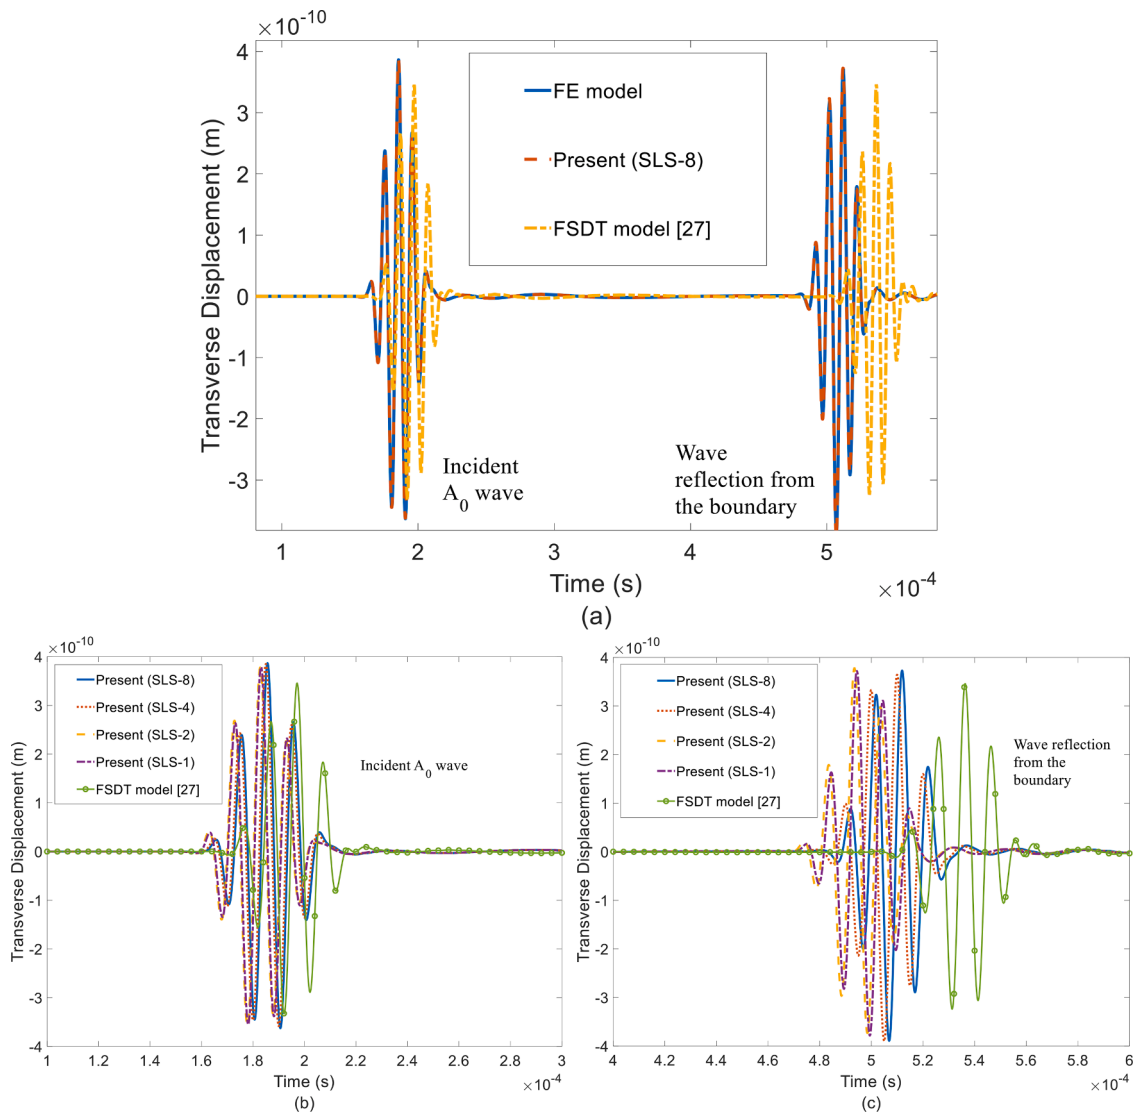 ×10⁻¹⁰
4
3
2
1
0
-1
-2
-3
Transverse Displacement (m)
FE model
Present (SLS-8)
FSDT model [27]
Incident
A₀ wave
Wave
reflection from
the boundary
1 2 3 4 5
Time (s)
×10⁻⁴
(a)
×10⁻¹⁰
4
3
2
1
0
-1
-2
-3
-4
Transverse Displacement (m)
Present (SLS-8)
Present (SLS-4)
Present (SLS-2)
Present (SLS-1)
FSDT model [27]
Incident A₀ wave
1 1.2 1.4 1.6 1.8 2 2.2 2.4 2.6 2.8 3
Time (s)
×10⁻⁴
(b)
×10⁻¹⁰
4
3
2
1
0
-1
-2
-3
-4
Transverse Displacement (m)
Present (SLS-8)
Present (SLS-4)
Present (SLS-2)
Present (SLS-1)
FSDT model [27]
Wave reflection
from the
boundary
4 4.2 4.4 4.6 4.8 5 5.2 5.4 5.6 5.8 6
Time (s)
×10⁻⁴
(c)